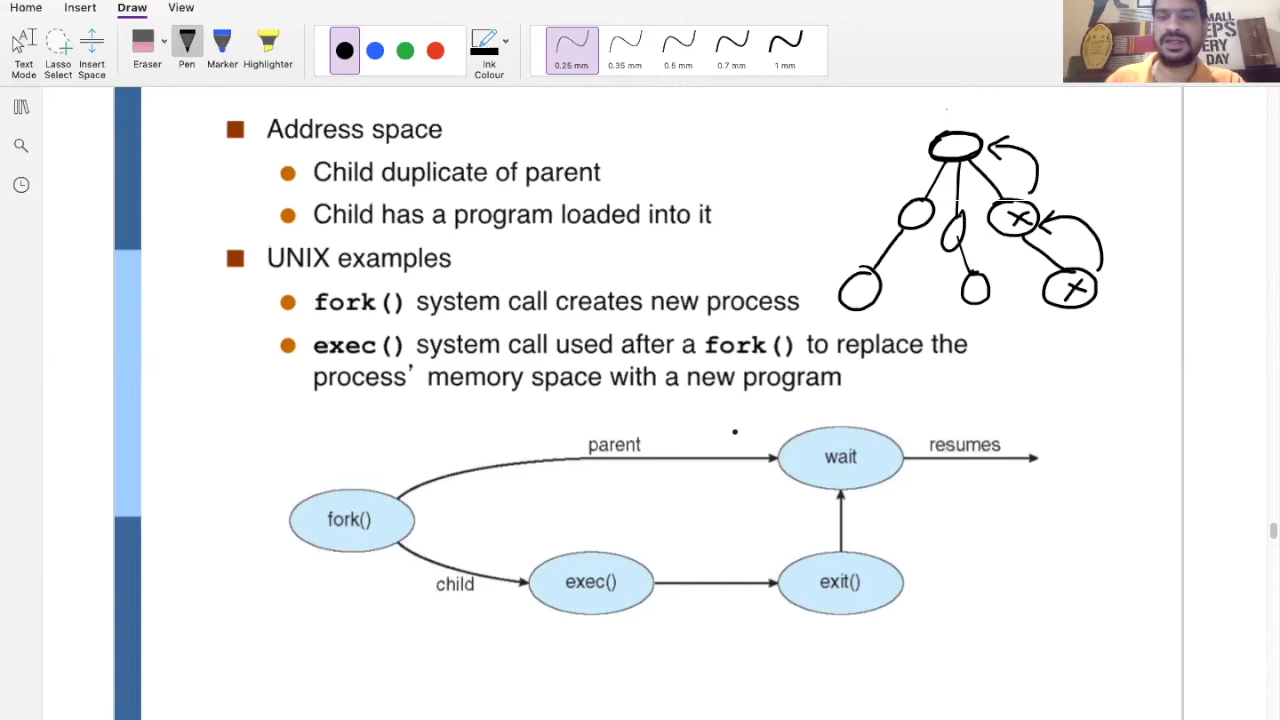 Home Insert Draw View
Text Mode
Lasso Select
Insert Space
Eraser
Pen
Marker
Highlighter
Ink Colour
0.25 mm
0.35 mm
0.5 mm
0.7 mm
1 mm
SMALL
EVERY
DAY
Address space
Child duplicate of parent
Child has a program loaded into it
UNIX examples
fork() system call creates new process
exec() system call used after a fork() to replace the
process’ memory space with a new program
parent
wait
resumes
fork()
child
exec()
exit()